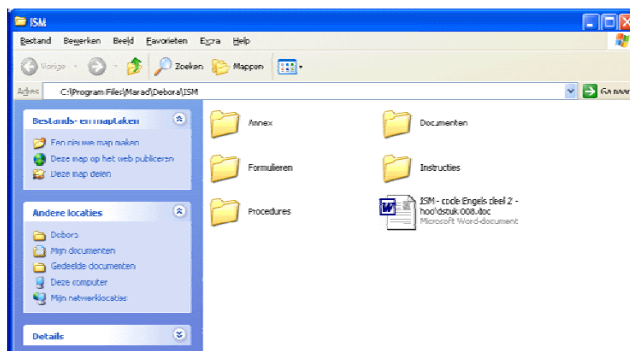 ISM
Bestand Bewerken Beeld Favorieten Extra Help
Vorige Zoeken Mappen
Adres C:\Program Files\Marad\Debora\ISM Ga naar
Bestands- en maptaken
Een nieuwe map maken
Deze map op het web publiceren
Deze map delen
Andere locaties
Debora
Mijn documenten
Gedeelde documenten
Deze computer
Mijn netwerklocaties
Details
Annex Documenten
Formulieren Instructies
Procedures ISM - code Engels deel 2 -
hoofdstuk 008.doc
Microsoft Word-document